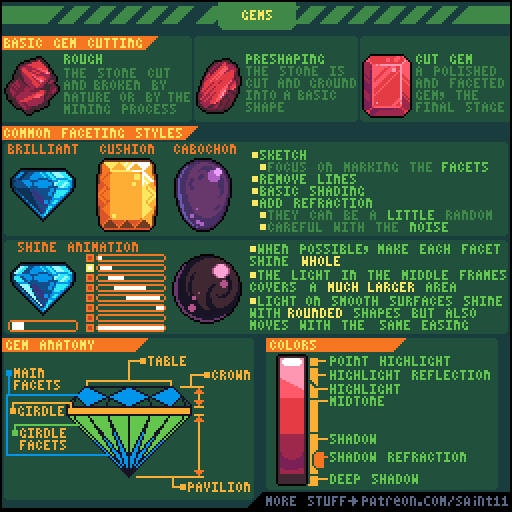 GEMS
BASIC GEM CUTTING
ROUGH
THE STONE CUT
AND BROKEN BY
NATURE OR BY THE
MINING PROCESS
PRESHAPING
THE STONE IS
CUT AND GROUND
INTO A BASIC
SHAPE
CUT GEM
A POLISHED
AND FACETED
GEM, THE
FINAL STAGE
COMMON FACETING STYLES
BRILLIANT
CUSHION
CABOCHON
SKETCH
FOCUS ON MARKING THE FACETS
REMOVE LINES
BASIC SHADING
ADD REFRACTION
THEY CAN BE A LITTLE RANDOM
CAREFUL WITH THE NOISE
SHINE ANIMATION
WHEN POSSIBLE, MAKE EACH FACET
SHINE WHOLE
THE LIGHT IN THE MIDDLE FRAMES
COVERS A MUCH LARGER AREA
LIGHT ON SMOOTH SURFACES SHINE
WITH ROUNDED SHAPES BUT ALSO
MOVES WITH THE SAME EASING
GEM ANATOMY
TABLE
CROWN
MAIN
FACETS
GIRDLE
GIRDLE
FACETS
PAVILION
COLORS
POINT HIGHLIGHT
HIGHLIGHT REFLECTION
HIGHLIGHT
MIDTONE
SHADOW
SHADOW REFRACTION
DEEP SHADOW
MORE STUFF→PATREON.COM/SAINT11